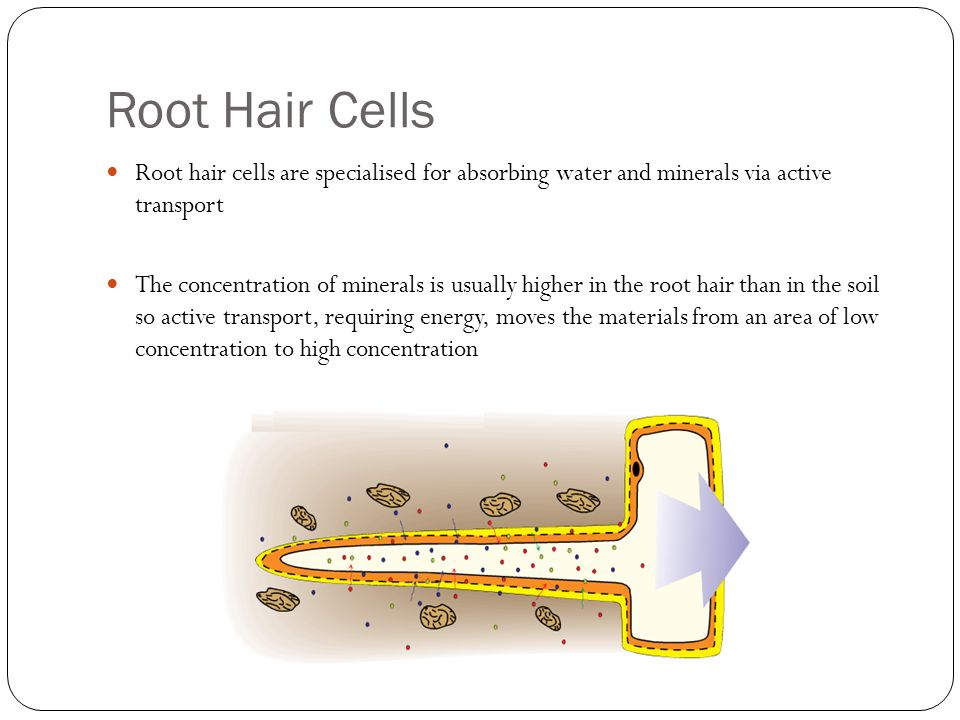 Root Hair Cells
Root hair cells are specialised for absorbing water and minerals via active
transport
The concentration of minerals is usually higher in the root hair than in the soil
so active transport, requiring energy, moves the materials from an area of low
concentration to high concentration